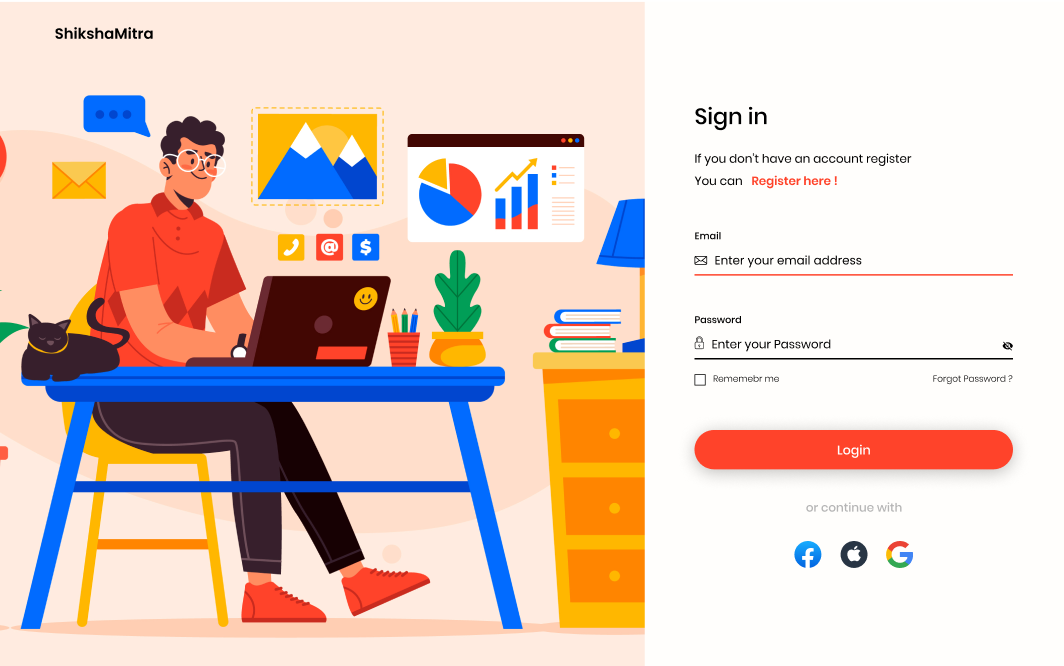 ShikshaMitra
Sign in
If you don't have an account register
You can Register here !
Email
Enter your email address
Password
Enter your Password
Rememebr me
Forgot Password ?
Login
or continue with